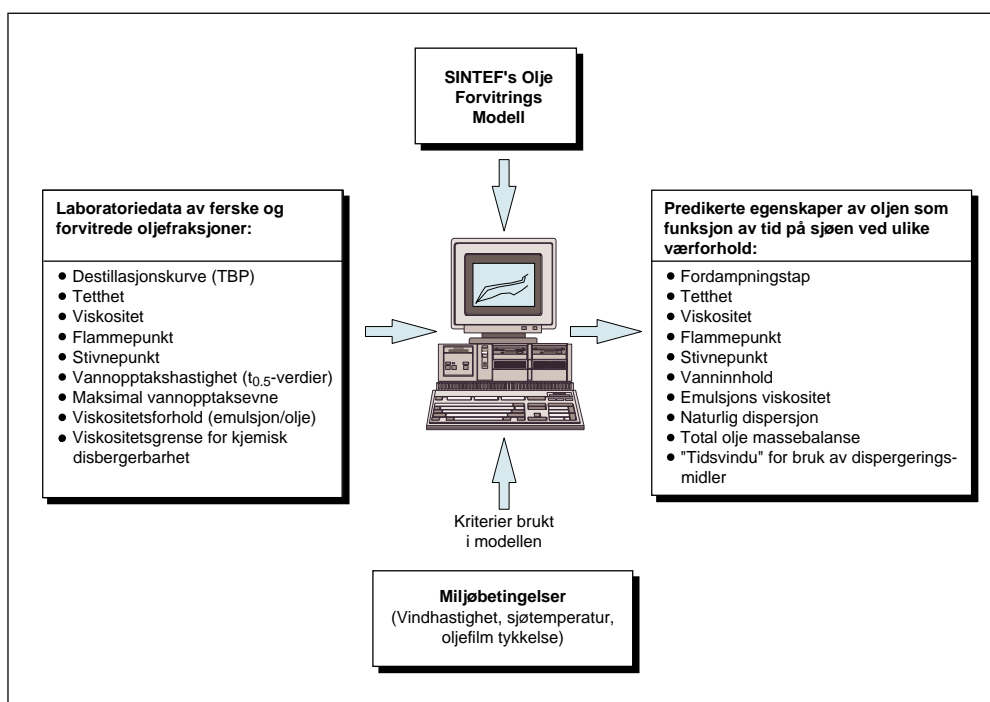 SINTEF's Olje
Forvitrings
Modell
Laboratoriedata av ferske og
forvitrede oljefraksjoner:
● Destillasjonskurve (TBP)
● Tetthet
● Viskositet
● Flammepunkt
● Stivnepunkt
● Vannopptakshastighet (t0.5-verdier)
● Maksimal vannopptaksevne
● Viskositetsforhold (emulsjon/olje)
● Viskositetsgrense for kjemisk
disbergerbarhet
Predikerte egenskaper av oljen som
funksjon av tid på sjøen ved ulike
værforhold:
● Fordampningstap
● Tetthet
● Viskositet
● Flammepunkt
● Stivnepunkt
● Vanninnhold
● Emulsjons viskositet
● Naturlig dispersjon
● Total olje massebalanse
● "Tidsvindu" for bruk av dispergerings-
midler
Kriterier brukt
i modellen
Miljøbetingelser
(Vindhastighet, sjøtemperatur,
oljefilm tykkelse)